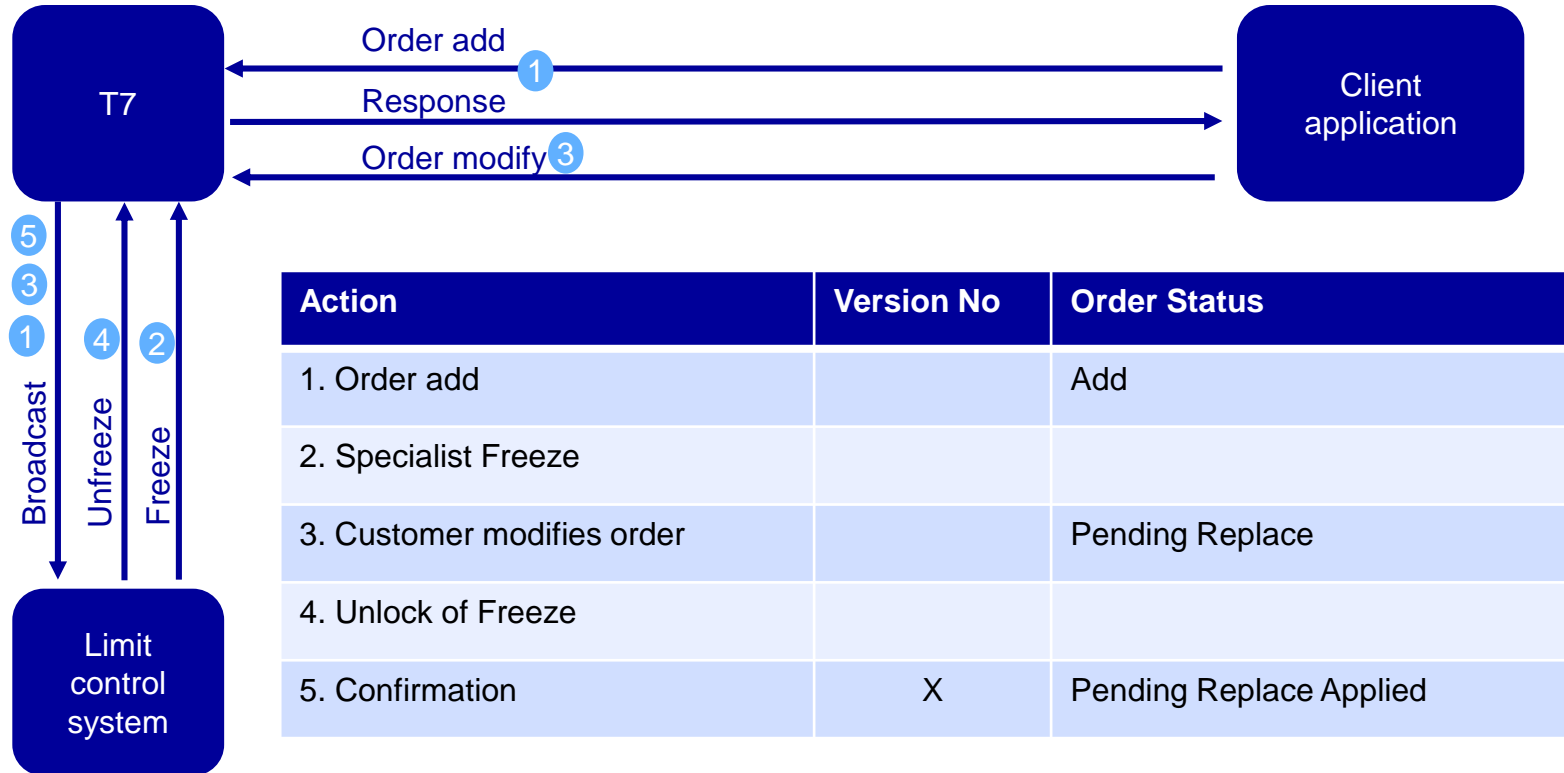 T7
Order add
1
Response
Order modify 3
Client
application
5
3
1
4
2
Broadcast
Unfreeze
Freeze
Limit
control
system
Action Version No Order Status
1. Order add Add
2. Specialist Freeze
3. Customer modifies order Pending Replace
4. Unlock of Freeze
5. Confirmation X Pending Replace Applied